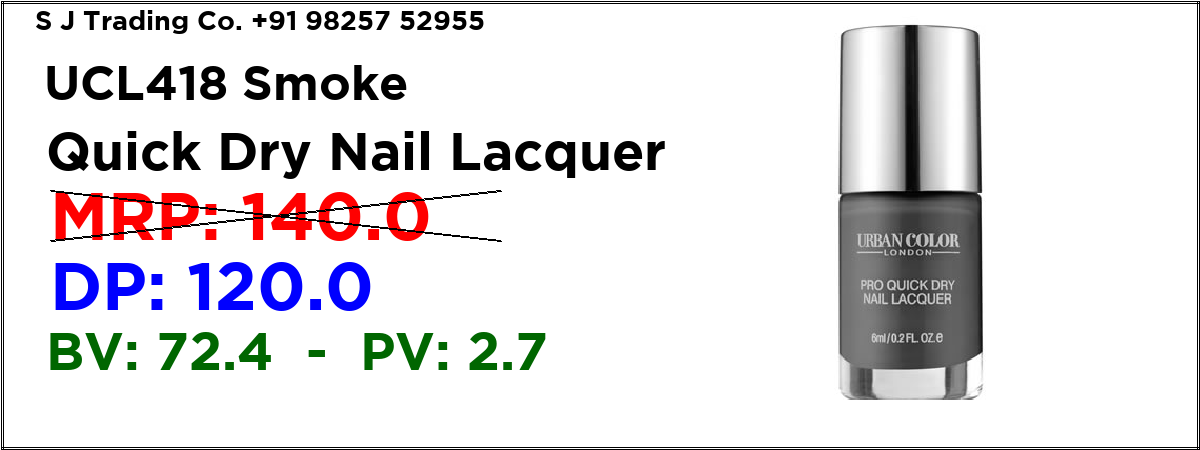 S J Trading Co. +91 98257 52955
UCL418 Smoke
Quick Dry Nail Lacquer
MRP: 140.0
DP: 120.0
BV: 72.4 - PV: 2.7
URBAN COLOR
LONDON
PRO QUICK DRY
NAIL LACQUER
6ml/0.2 FL. OZ.e